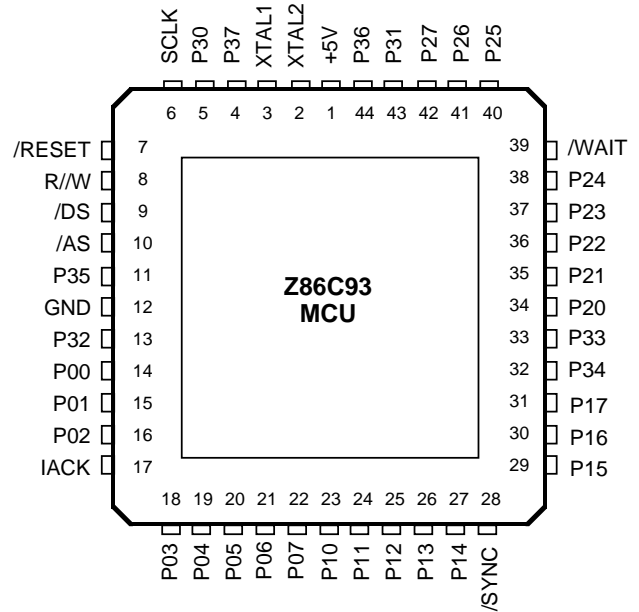 SCLK P30 P37 XTAL1 XTAL2 +5V P36 P31 P27 P26 P25
6 5 4 3 2 1 44 43 42 41 40
/RESET 7 39 /WAIT
R//W 8 38 P24
/DS 9 37 P23
/AS 10 36 P22
P35 11 35 P21
GND 12 34 P20
P32 13 33 P33
P00 14 32 P34
P01 15 31 P17
P02 16 30 P16
IACK 17 29 P15
Z86C93
MCU
18 19 20 21 22 23 24 25 26 27 28
P03 P04 P05 P06 P07 P10 P11 P12 P13 P14 /SYNC